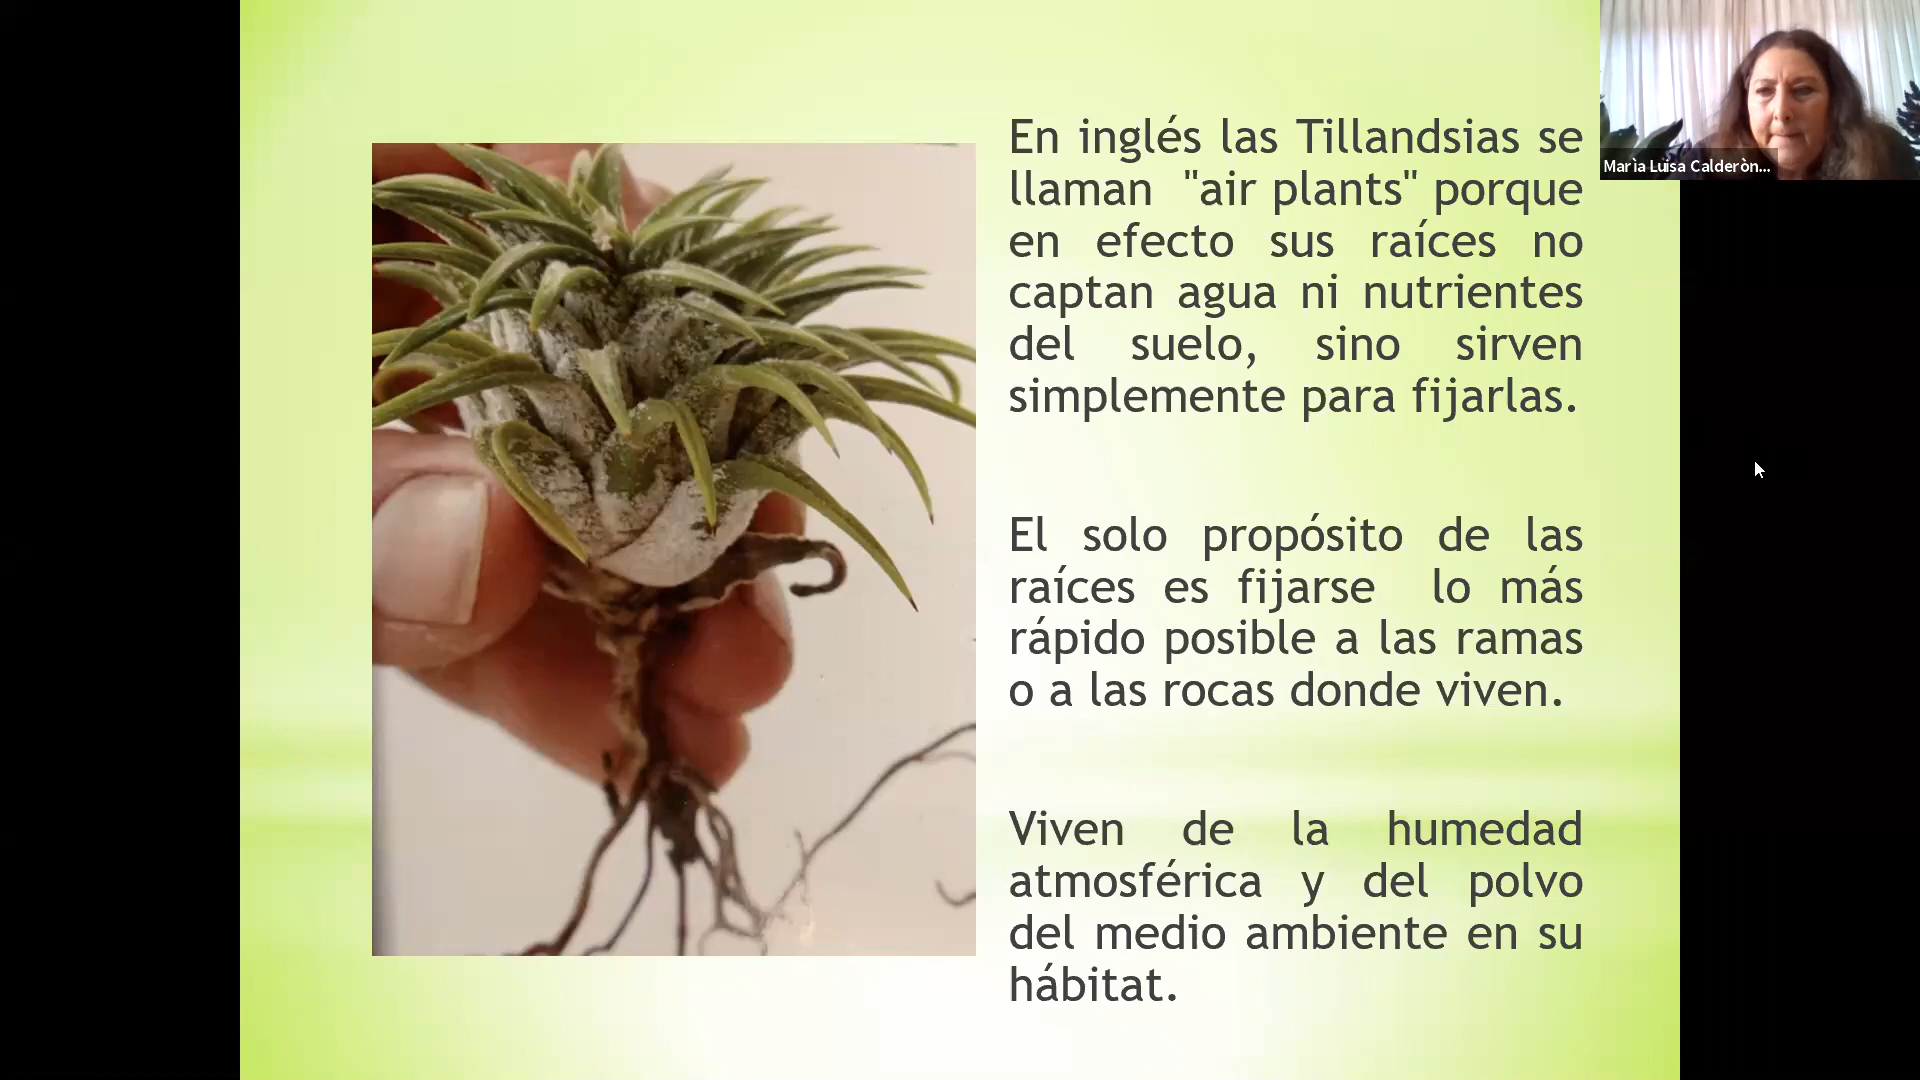 En inglés las Tillandsias se
llaman "air plants" porque
en efecto sus raíces no
captan agua ni nutrientes
del suelo, sino sirven
simplemente para fijarlas.
El solo propósito de las
raíces es fijarse lo más
rápido posible a las ramas
o a las rocas donde viven.
Viven de la humedad
atmosférica y del polvo
del medio ambiente en su
hábitat.
Marìa Luisa Calderòn...